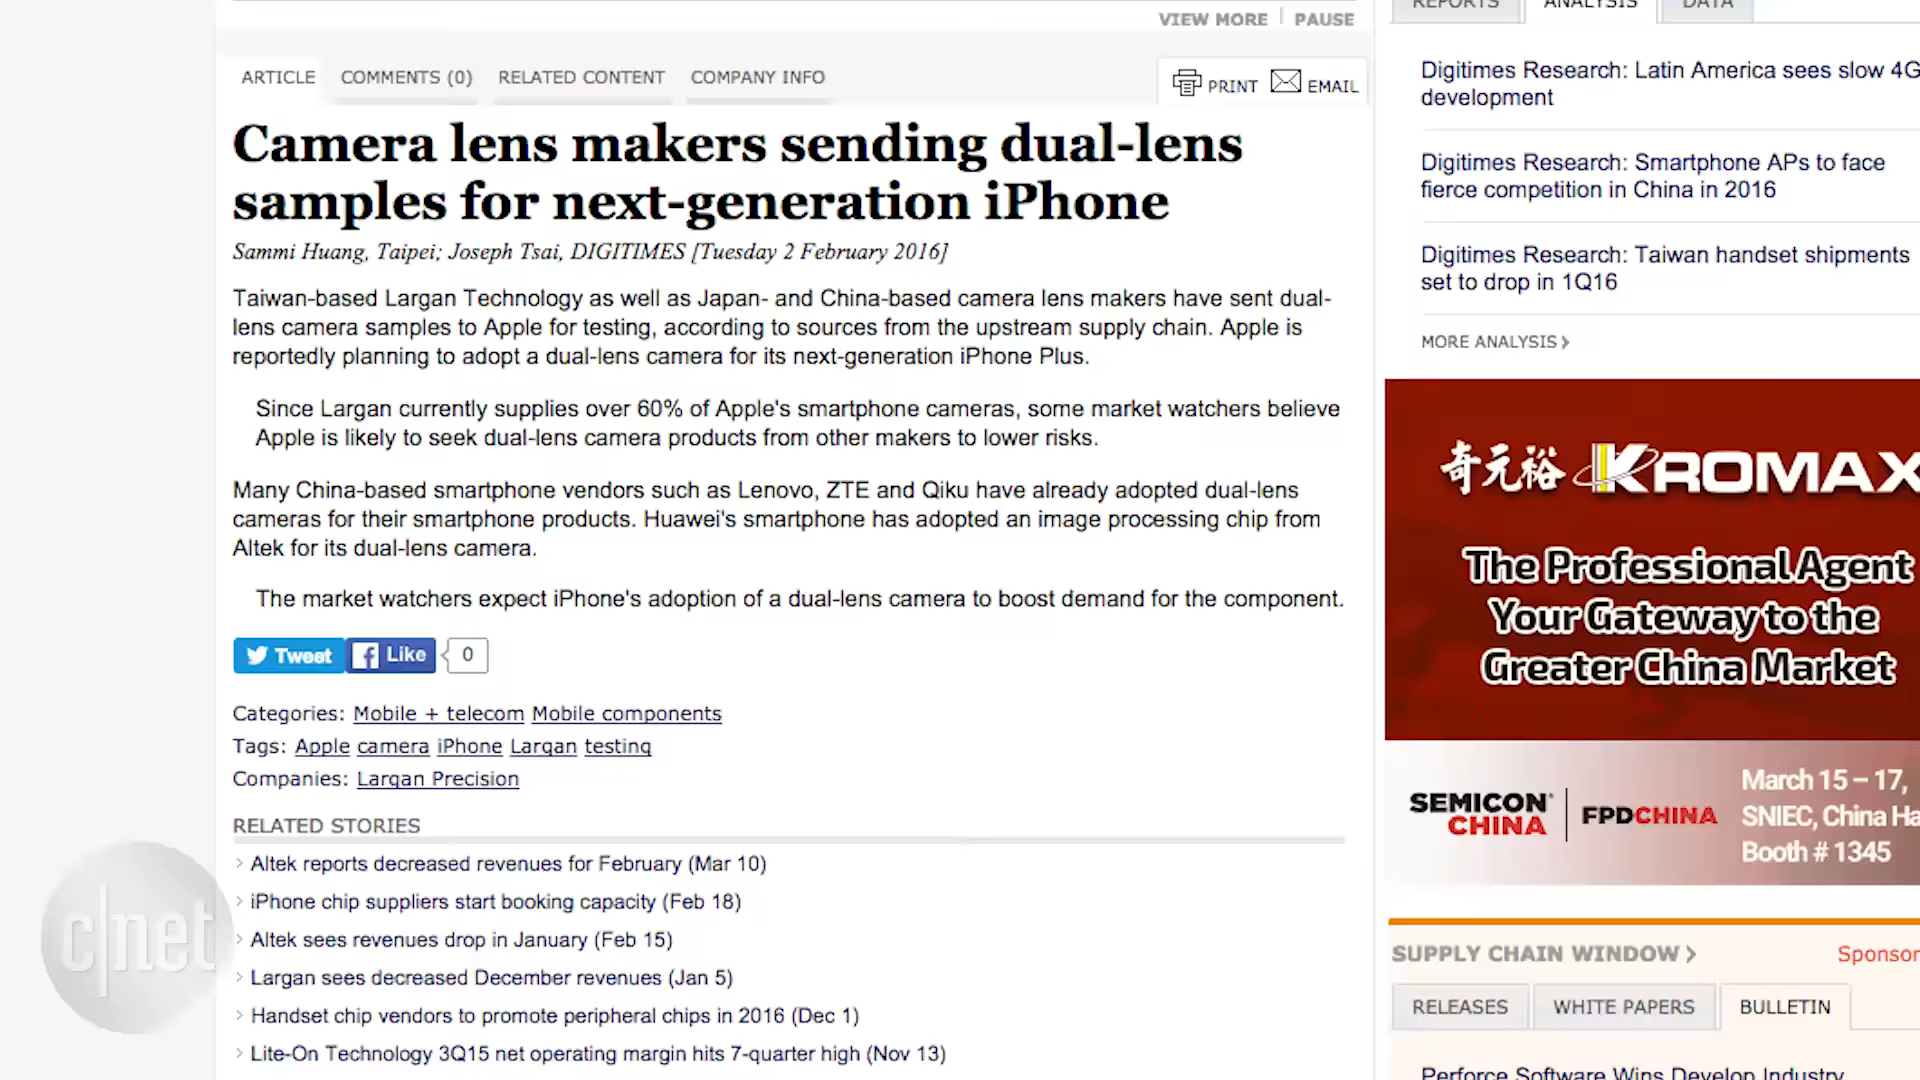 VIEW MORE PAUSE
ARTICLE COMMENTS (0) RELATED CONTENT COMPANY INFO
PRINT EMAIL
Camera lens makers sending dual-lens
samples for next-generation iPhone
Sammi Huang, Taipei; Joseph Tsai, DIGITIMES [Tuesday 2 February 2016]
Taiwan-based Largan Technology as well as Japan- and China-based camera lens makers have sent dual-
lens camera samples to Apple for testing, according to sources from the upstream supply chain. Apple is
reportedly planning to adopt a dual-lens camera for its next-generation iPhone Plus.
Since Largan currently supplies over 60% of Apple's smartphone cameras, some market watchers believe
Apple is likely to seek dual-lens camera products from other makers to lower risks.
Many China-based smartphone vendors such as Lenovo, ZTE and Qiku have already adopted dual-lens
cameras for their smartphone products. Huawei's smartphone has adopted an image processing chip from
Altek for its dual-lens camera.
The market watchers expect iPhone's adoption of a dual-lens camera to boost demand for the component.
Tweet Like 0
Categories: Mobile + telecom Mobile components
Tags: Apple camera iPhone Largan testing
Companies: Largan Precision
RELATED STORIES
Altek reports decreased revenues for February (Mar 10)
iPhone chip suppliers start booking capacity (Feb 18)
Altek sees revenues drop in January (Feb 15)
Largan sees decreased December revenues (Jan 5)
Handset chip vendors to promote peripheral chips in 2016 (Dec 1)
Lite-On Technology 3Q15 net operating margin hits 7-quarter high (Nov 13)
c|net
REPORTS ANALYSIS DATA
Digitimes Research: Latin America sees slow 4G
development
Digitimes Research: Smartphone APs to face
fierce competition in China in 2016
Digitimes Research: Taiwan handset shipments
set to drop in 1Q16
MORE ANALYSIS
奇元裕 KROMAX
The Professional Agent
Your Gateway to the
Greater China Market
SEMICON CHINA FPDCHINA
March 15 – 17,
SNIEC, China Ha
Booth # 1345
SUPPLY CHAIN WINDOW Sponsor
RELEASES WHITE PAPERS BULLETIN
Perforce Software Wins Develop Industry